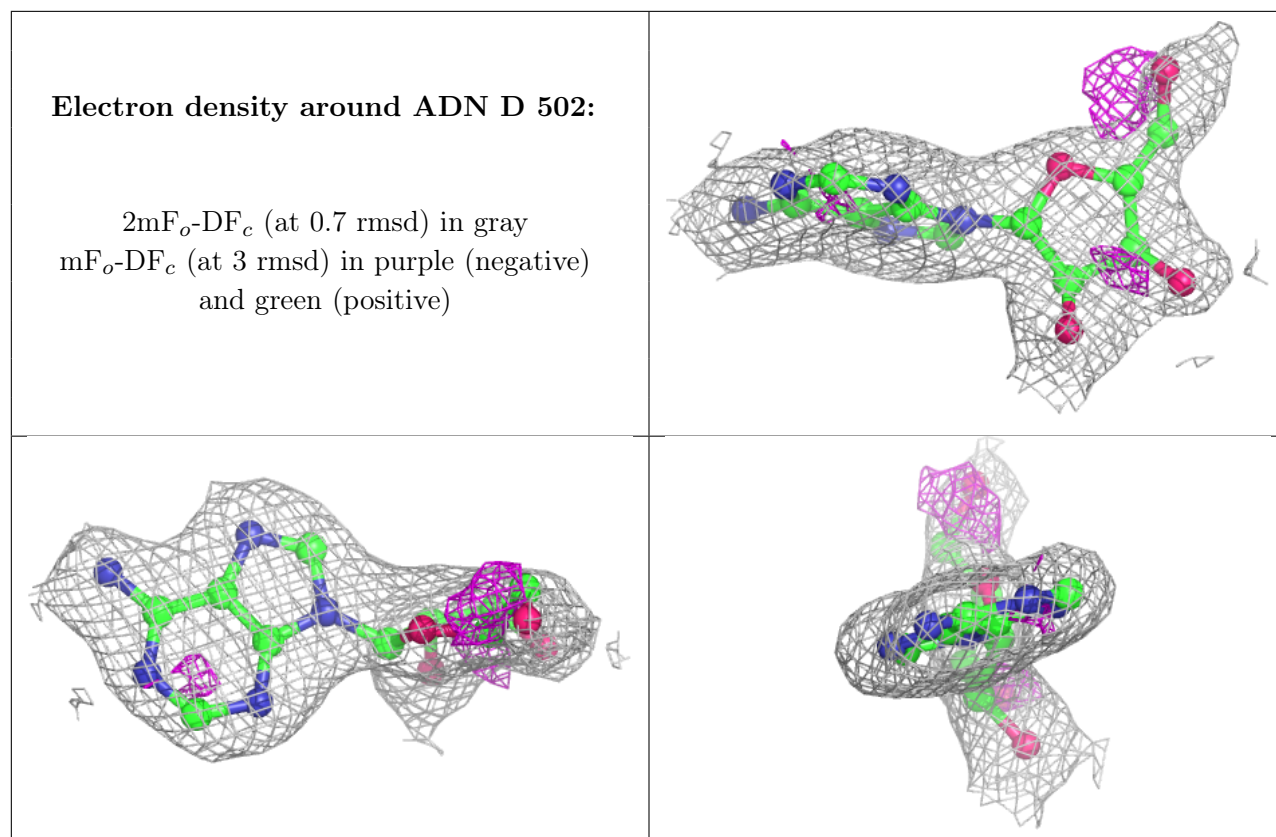 Electron density around ADN D 502:
2mFo-DFc (at 0.7 rmsd) in gray
mFo-DFc (at 3 rmsd) in purple (negative)
and green (positive)